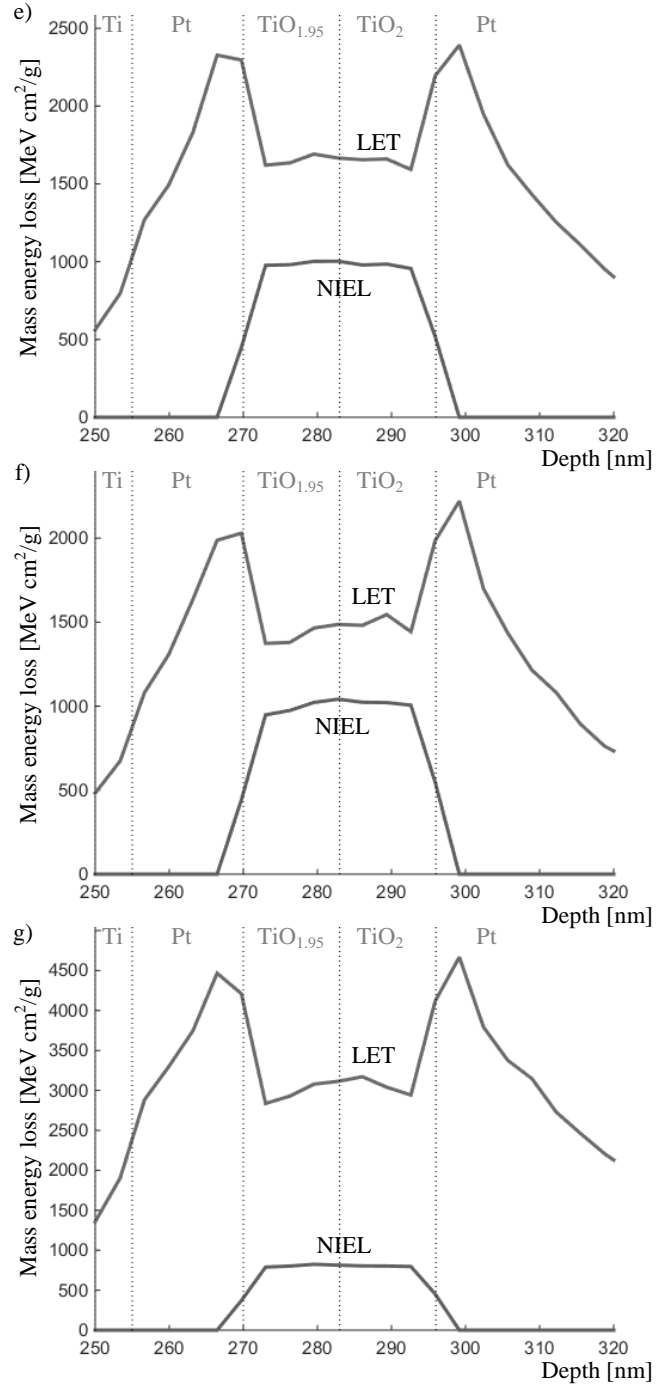 e)
Ti Pt TiO1.95 TiO2 Pt
2500
2000
1500
1000
500
0
Mass energy loss [MeV cm2/g]
LET
NIEL
250 260 270 280 290 300 310 320
Depth [nm]
f)
Ti Pt TiO1.95 TiO2 Pt
2000
1500
1000
500
0
Mass energy loss [MeV cm2/g]
LET
NIEL
250 260 270 280 290 300 310 320
Depth [nm]
g)
Ti Pt TiO1.95 TiO2 Pt
4500
4000
3500
3000
2500
2000
1500
1000
500
0
Mass energy loss [MeV cm2/g]
LET
NIEL
250 260 270 280 290 300 310 320
Depth [nm]